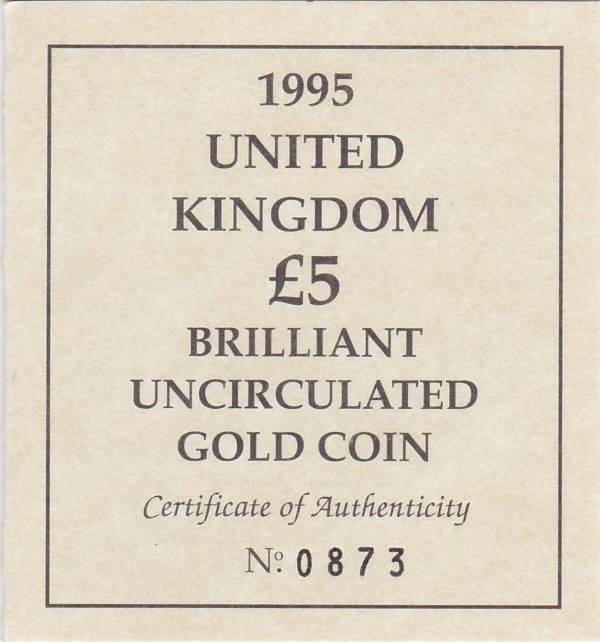 1995
UNITED
KINGDOM
£5
BRILLIANT
UNCIRCULATED
GOLD COIN
Certificate of Authenticity
Nº. 0873